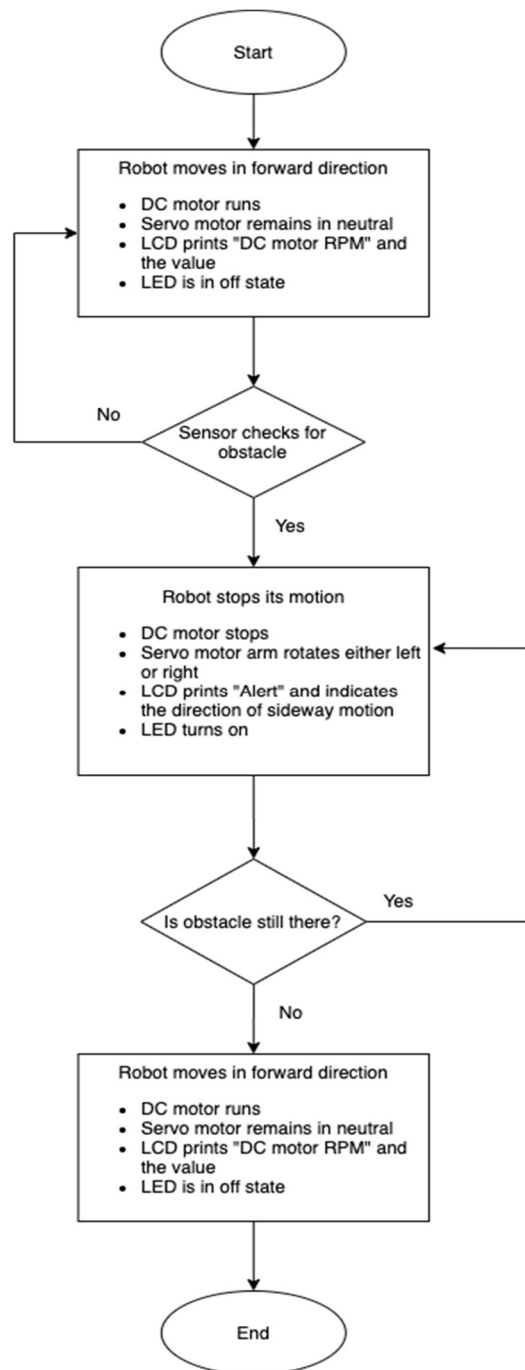 Start
Robot moves in forward direction
• DC motor runs
• Servo motor remains in neutral
• LCD prints "DC motor RPM" and
the value
• LED is in off state
No
Sensor checks for
obstacle
Yes
Robot stops its motion
• DC motor stops
• Servo motor arm rotates either left
or right
• LCD prints "Alert" and indicates
the direction of sideway motion
• LED turns on
Is obstacle still there?
Yes
No
Robot moves in forward direction
• DC motor runs
• Servo motor remains in neutral
• LCD prints "DC motor RPM" and
the value
• LED is in off state
End